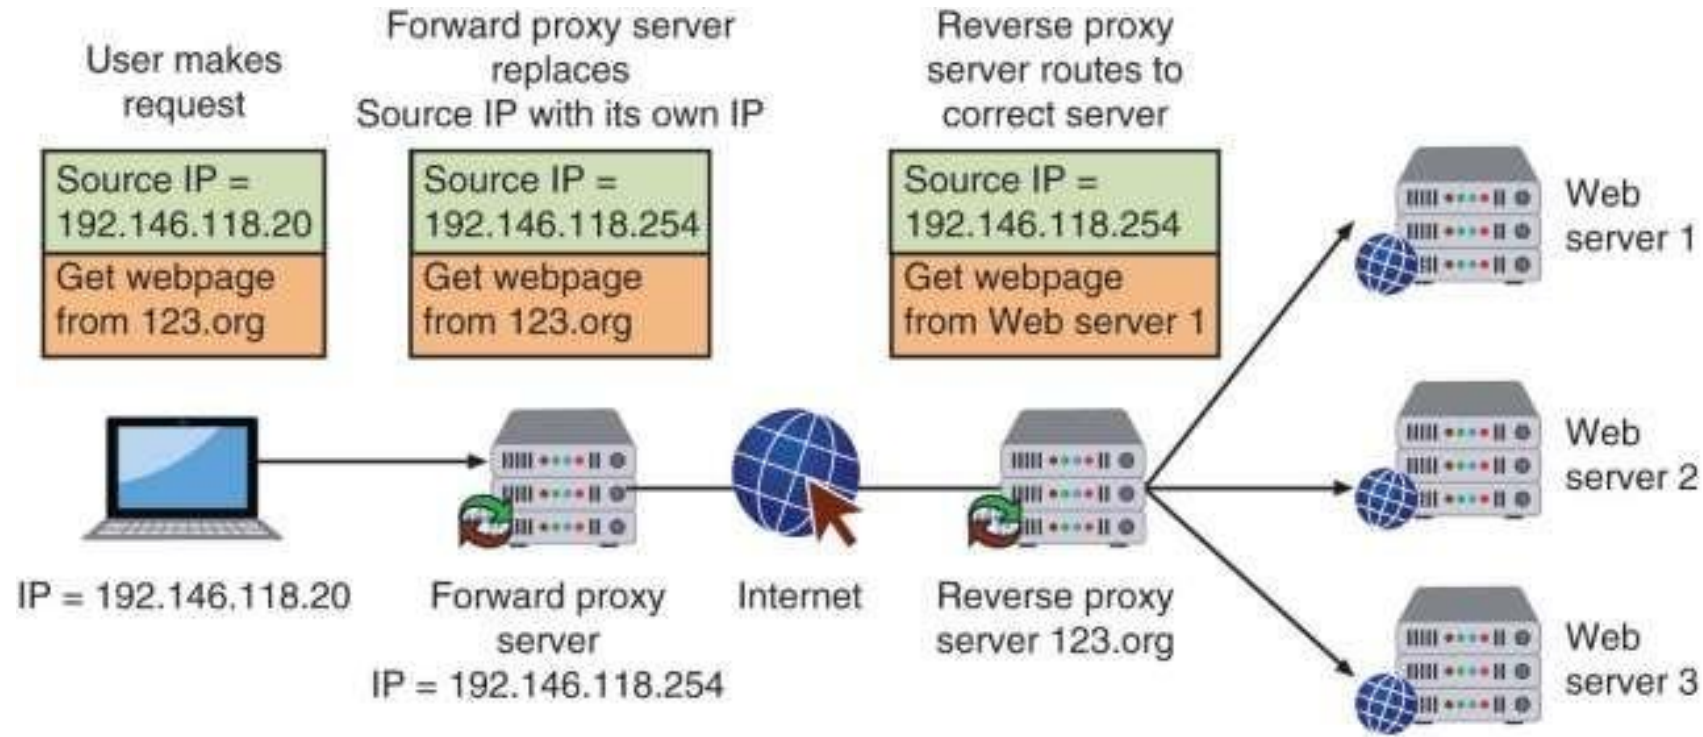 User makes
request
Forward proxy server
replaces
Source IP with its own IP
Reverse proxy
server routes to
correct server
Source IP =
192.146.118.20
Get webpage
from 123.org
Source IP =
192.146.118.254
Get webpage
from 123.org
Source IP =
192.146.118.254
Get webpage
from Web server 1
Web
server 1
Web
server 2
Web
server 3
IP = 192.146.118.20
Forward proxy
server
IP = 192.146.118.254
Internet
Reverse proxy
server 123.org